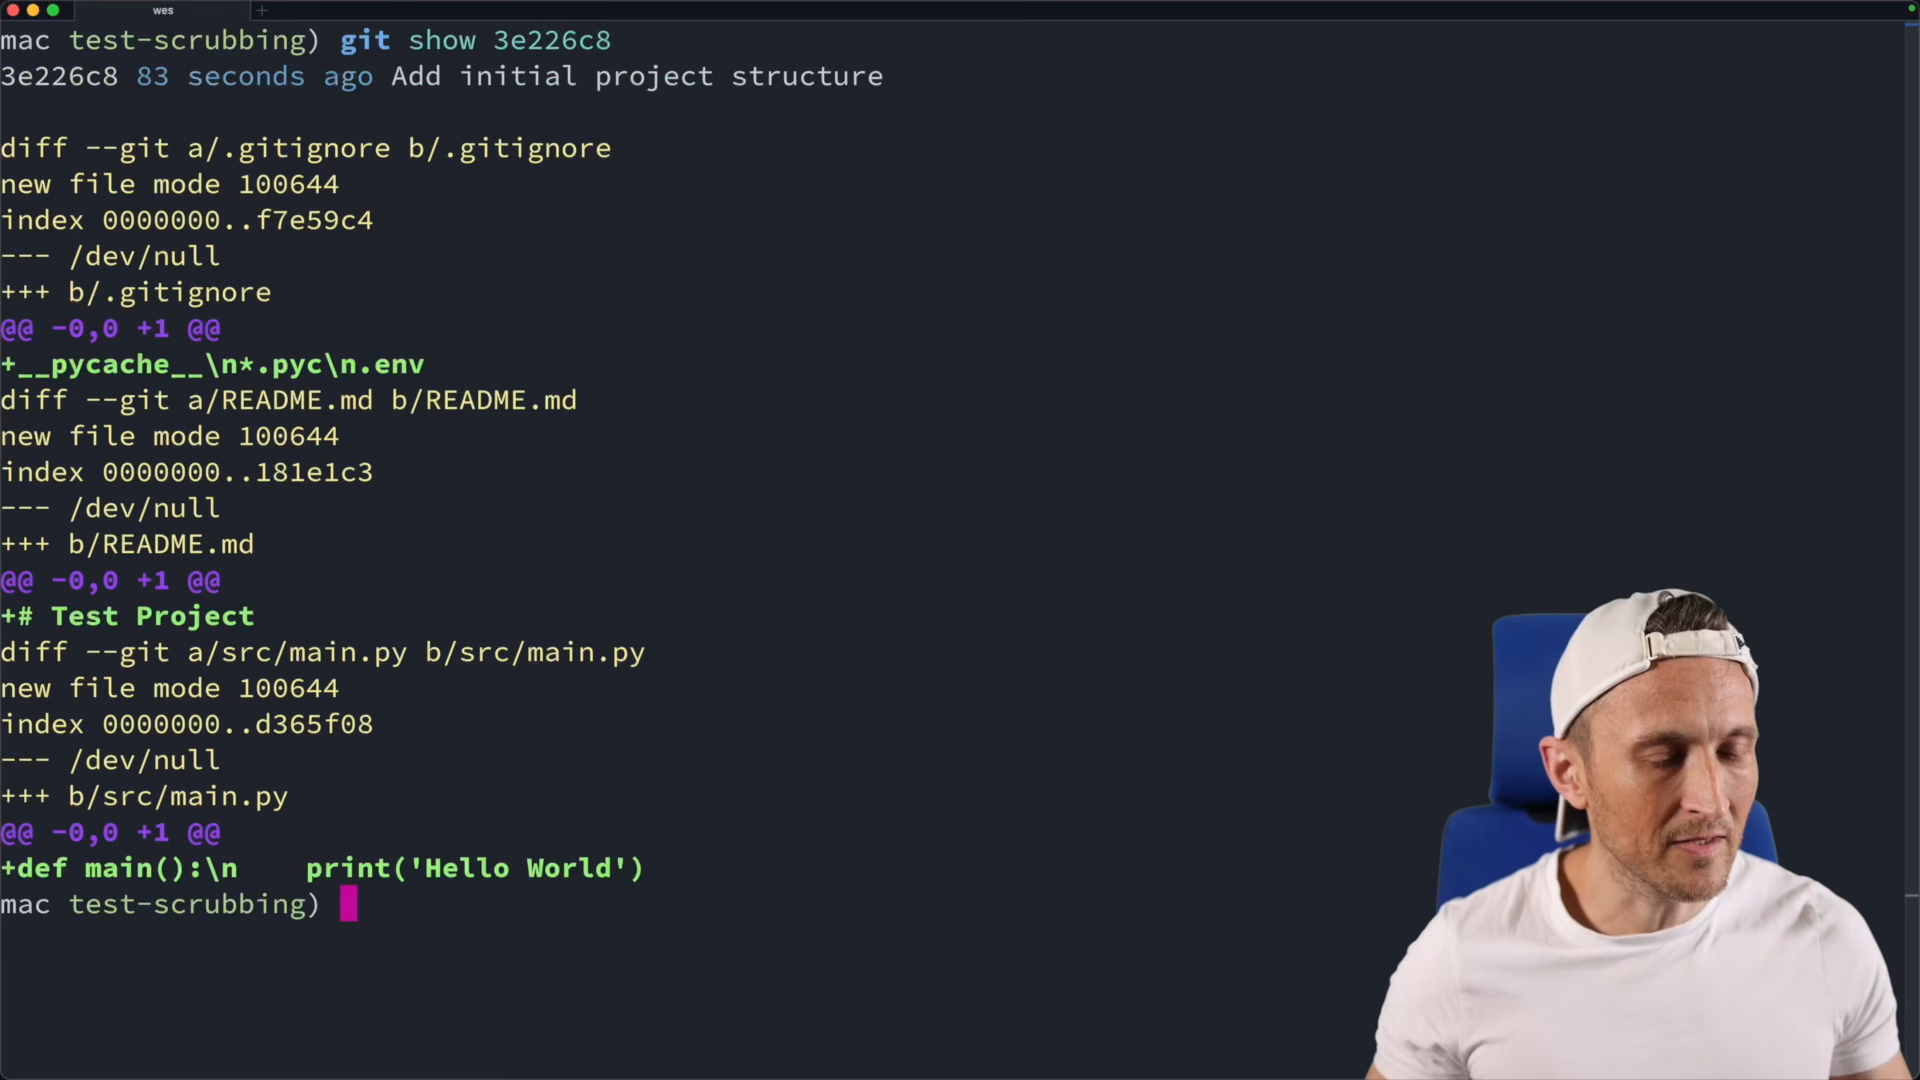 wes
mac test-scrubbing) git show 3e226c8
3e226c8 83 seconds ago Add initial project structure
diff --git a/.gitignore b/.gitignore
new file mode 100644
index 0000000..f7e59c4
--- /dev/null
+++ b/.gitignore
@@ -0,0 +1 @@
+__pycache__\n*.pyc\n.env
diff --git a/README.md b/README.md
new file mode 100644
index 0000000..181e1c3
--- /dev/null
+++ b/README.md
@@ -0,0 +1 @@
+# Test Project
diff --git a/src/main.py b/src/main.py
new file mode 100644
index 0000000..d365f08
--- /dev/null
+++ b/src/main.py
@@ -0,0 +1 @@
+def main():\n    print('Hello World')
mac test-scrubbing)